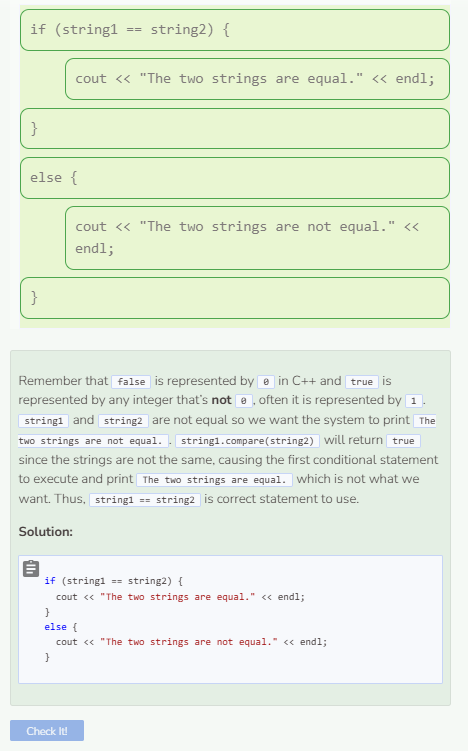 if (string1 == string2) {
cout << "The two strings are equal." << endl;
}
else {
cout << "The two strings are not equal." <<
endl;
}
Remember that false is represented by 0 in C++ and true is
represented by any integer that's not 0, often it is represented by 1.
string1 and string2 are not equal so we want the system to print The
two strings are not equal.. string1.compare(string2) will return true
since the strings are not the same, causing the first conditional statement
to execute and print The two strings are equal. which is not what we
want. Thus, string1 == string2 is correct statement to use.
Solution:
if (string1 == string2) {
cout << "The two strings are equal." << endl;
}
else {
cout << "The two strings are not equal." << endl;
}
Check It!